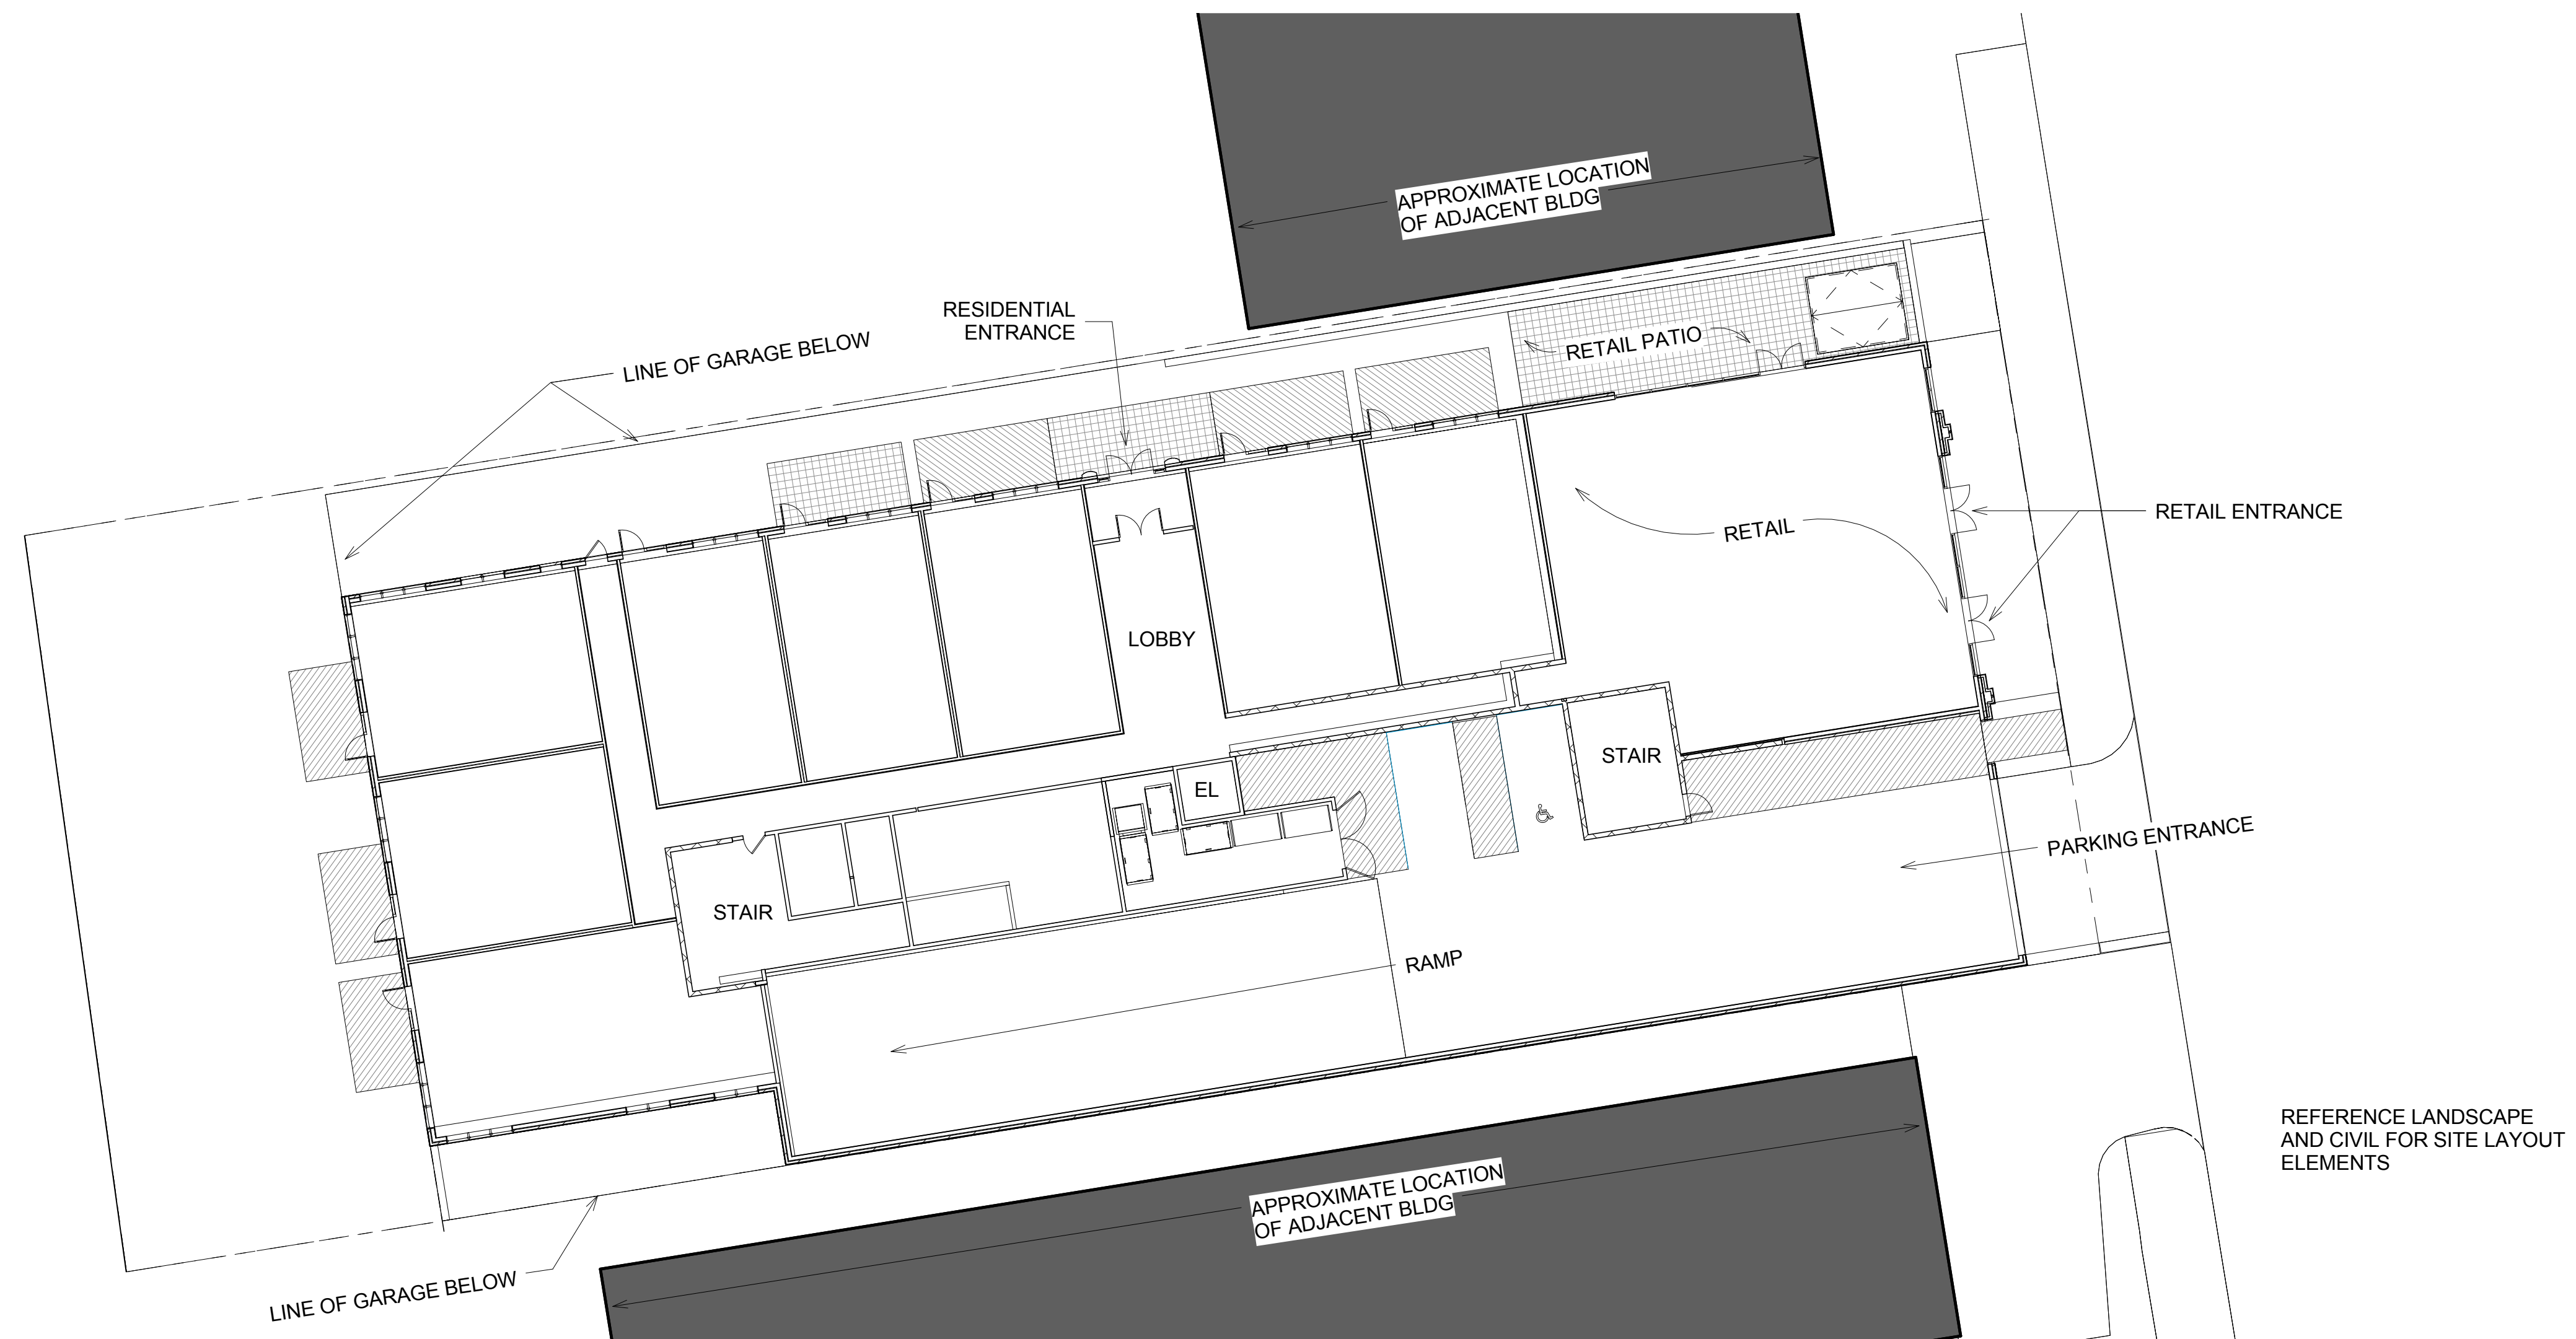 APPROXIMATE LOCATION
OF ADJACENT BLDG
RESIDENTIAL
ENTRANCE
LINE OF GARAGE BELOW
RETAIL PATIO
RETAIL ENTRANCE
RETAIL
LOBBY
STAIR
EL
PARKING ENTRANCE
STAIR
RAMP
REFERENCE LANDSCAPE
AND CIVIL FOR SITE LAYOUT
ELEMENTS
APPROXIMATE LOCATION
OF ADJACENT BLDG
LINE OF GARAGE BELOW